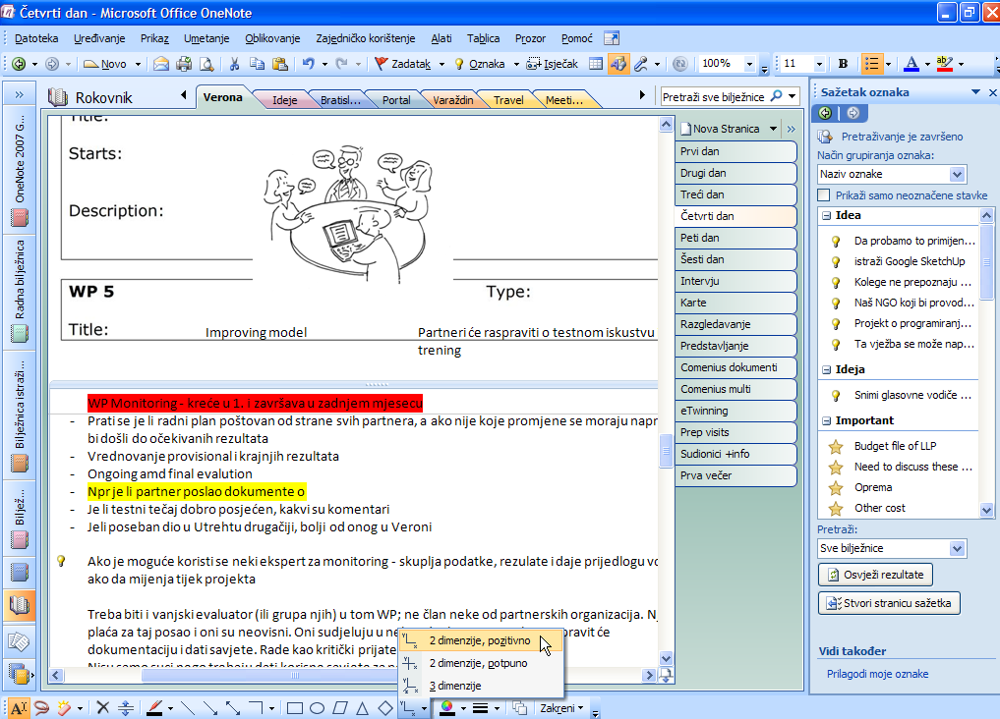 Četvrti dan - Microsoft Office OneNote
Datoteka Uređivanje Prikaz Umetanje Oblikovanje Zajedničko korištenje Alati Tablica Prozor Pomoć
Novo Zadatak Oznaka Isječak 100% 11 B A ab
Rokovnik Verona Ideje Bratisl... Portal Varaždin Travel Meeti... Pretraži sve bilježnice
OneNote 2007 G...
Radna bilježnica
Bilježnica istraži...
Bilježn...
Title:
Starts:
Description:
WP 5 Type:
Title: Improving model Partneri će raspraviti o testnom iskustvu
trening
WP Monitoring - kreće u 1. i završava u zadnjem mjesecu
- Prati se je li radni plan poštovan od strane svih partnera, a ako nije koje promjene se moraju napr
bi došli do očekivanih rezultata
- Vrednovanje provisional i krajnjih rezultata
- Ongoing amd final evalution
- Npr je li partner poslao dokumente o
- Je li testni tečaj dobro posjećen, kakvi su komentari
- Jeli poseban dio u Utrehtu drugačiji, bolji od onog u Veroni
Ako je moguće koristi se neki ekspert za monitoring - skuplja podatke, rezulate i daje prijedlogu vo
ako da mijenja tijek projekta
Treba biti i vanjski evaluator (ili grupa njih) u tom WP; ne član neke od partnerskih organizacija. N
plaća za taj posao i oni su neovisni. Oni sudjeluju u ne
pravit će
dokumentaciju i dati savjete. Rade kao kritički prijate
Nova Stranica
Prvi dan
Drugi dan
Treći dan
Četvrti dan
Peti dan
Šesti dan
Intervju
Karte
Razgledavanje
Predstavljanje
Comenius dokumenti
Comenius multi
eTwinning
Prep visits
Sudionici +info
Prva večer
Sažetak oznaka
Pretraživanje je završeno
Način grupiranja oznaka:
Naziv oznake
Prikaži samo neoznačene stavke
Idea
Da probamo to primijen...
istraži Google SketchUp
Kolege ne prepoznaju ...
Naš NGO koji bi provod...
Projekt o programiranj...
Ta vježba se može nap...
Ideja
Snimi glasovne vodiče ...
Important
Budget file of LLP
Need to discuss these ...
Oprema
Other cost
Pretraži:
Sve bilježnice
Osvježi rezultate
Stvori stranicu sažetka
Vidi također
Prilagodi moje oznake
2 dimenzije, pozitivno
2 dimenzije, potpuno
3 dimenzije
Zakreni